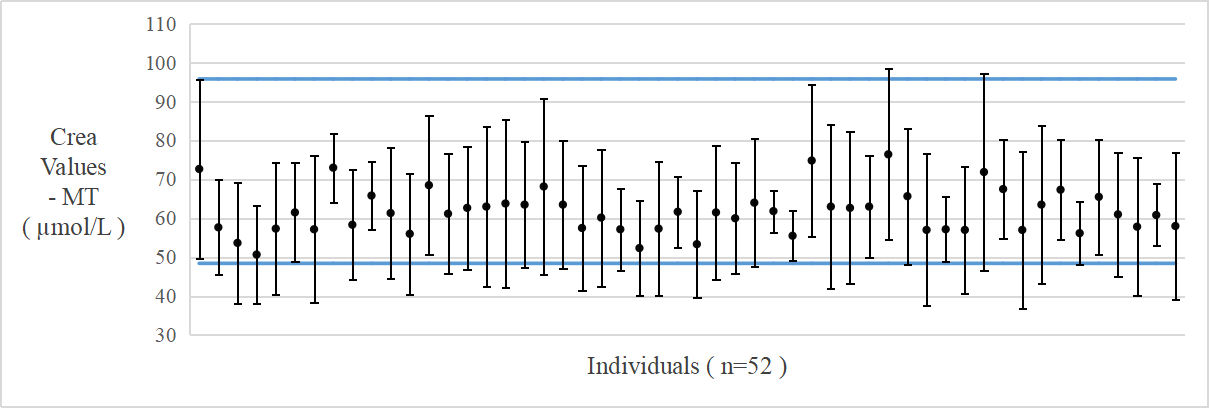 110
100
90
80
70
60
50
40
30
Crea
Values
- MT
( µmol/L )
Individuals ( n=52 )